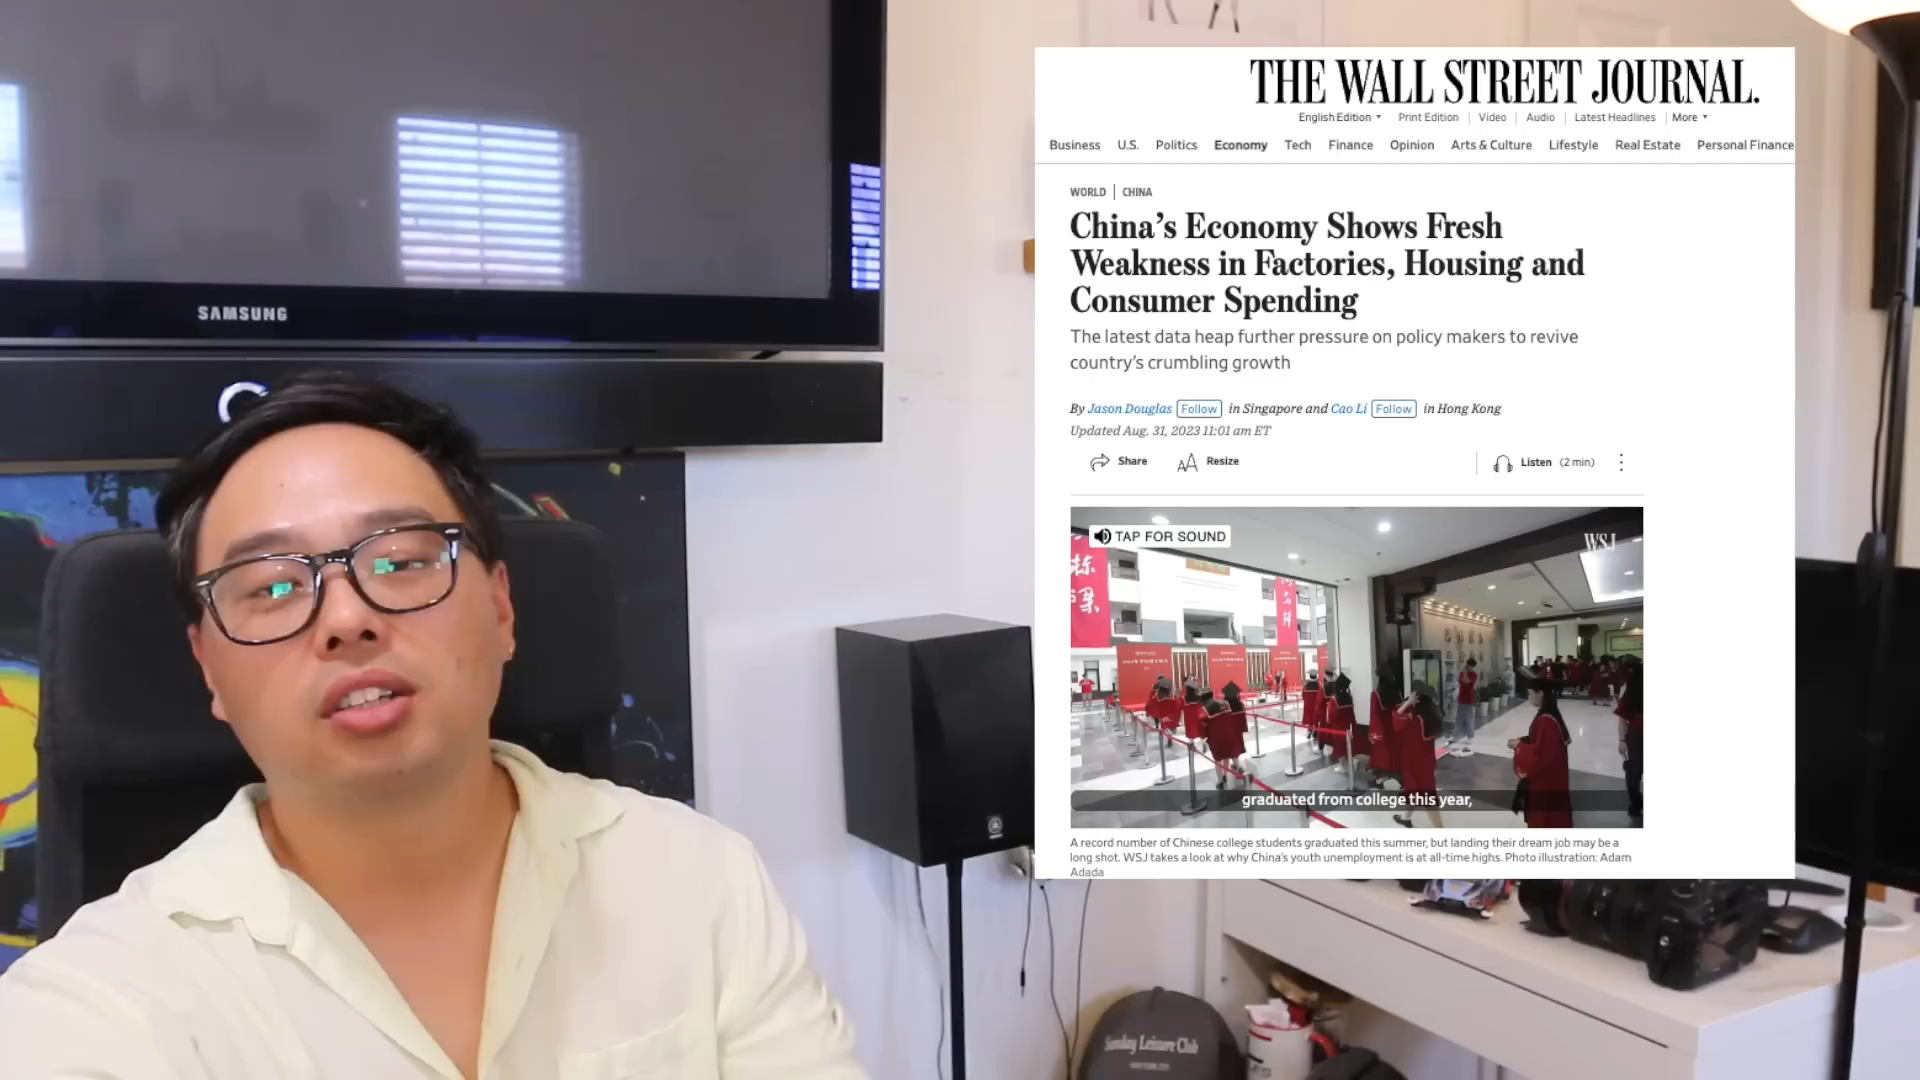 SAMSUNG
THE WALL STREET JOURNAL.
English Edition Print Edition Video Audio Latest Headlines More
Business U.S. Politics Economy Tech Finance Opinion Arts & Culture Lifestyle Real Estate Personal Finance
WORLD CHINA
China's Economy Shows Fresh
Weakness in Factories, Housing and
Consumer Spending
The latest data heap further pressure on policy makers to revive
country's crumbling growth
By Jason Douglas Follow in Singapore and Cao Li Follow in Hong Kong
Updated Aug. 31, 2023 11:01 am ET
Share Resize Listen (2 min)
TAP FOR SOUND
WSJ
graduated from college this year,
A record number of Chinese college students graduated this summer, but landing their dream job may be a
long shot. WSJ takes a look at why China's youth unemployment is at all-time highs. Photo illustration: Adam
Adada
Sunday Leisure Club